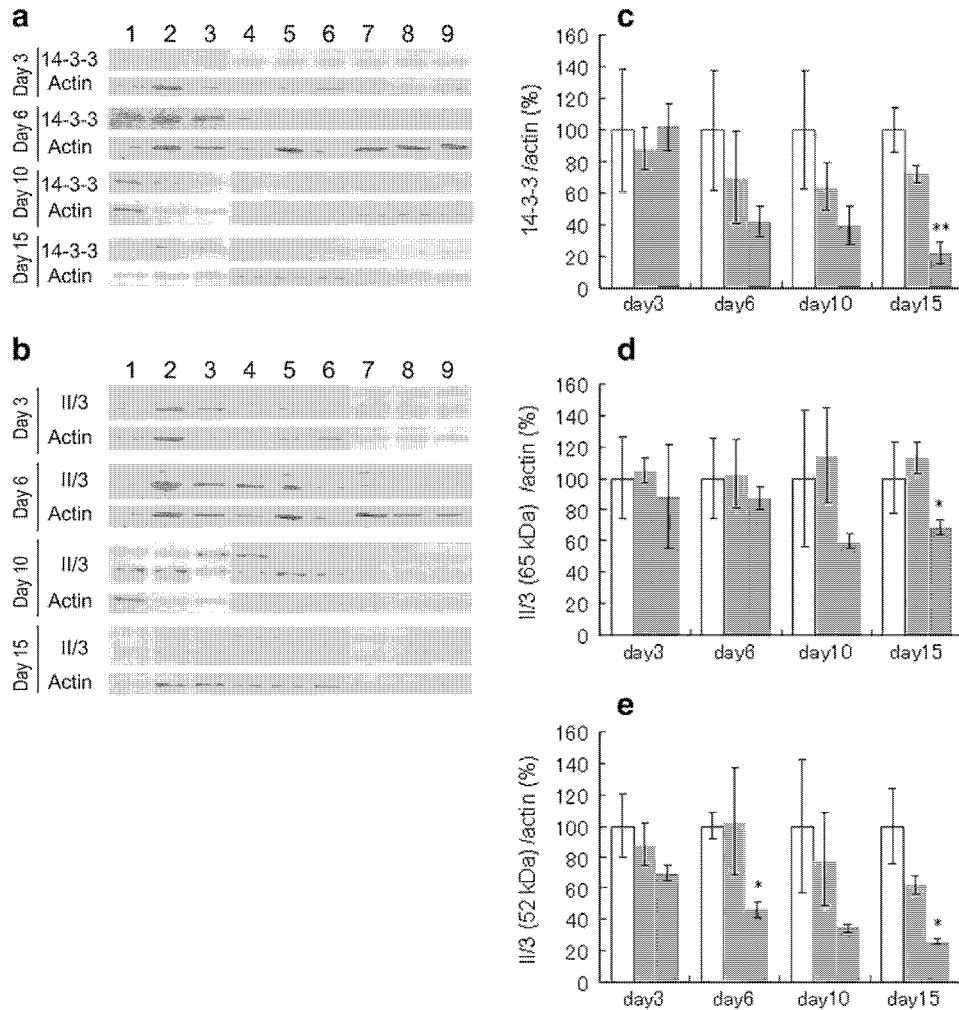 a
1 2 3 4 5 6 7 8 9
Day 3
14-3-3
Actin
Day 6
14-3-3
Actin
Day 10
14-3-3
Actin
Day 15
14-3-3
Actin
b
1 2 3 4 5 6 7 8 9
Day 3
II/3
Actin
Day 6
II/3
Actin
Day 10
II/3
Actin
Day 15
II/3
Actin
c
14-3-3 /actin (%)
160
140
120
100
80
60
40
20
0
**
day3 day6 day10 day15
d
II/3 (65 kDa) /actin (%)
160
140
120
100
80
60
40
20
0
*
day3 day6 day10 day15
e
II/3 (52 kDa) /actin (%)
160
140
120
100
80
60
40
20
0
*
*
day3 day6 day10 day15